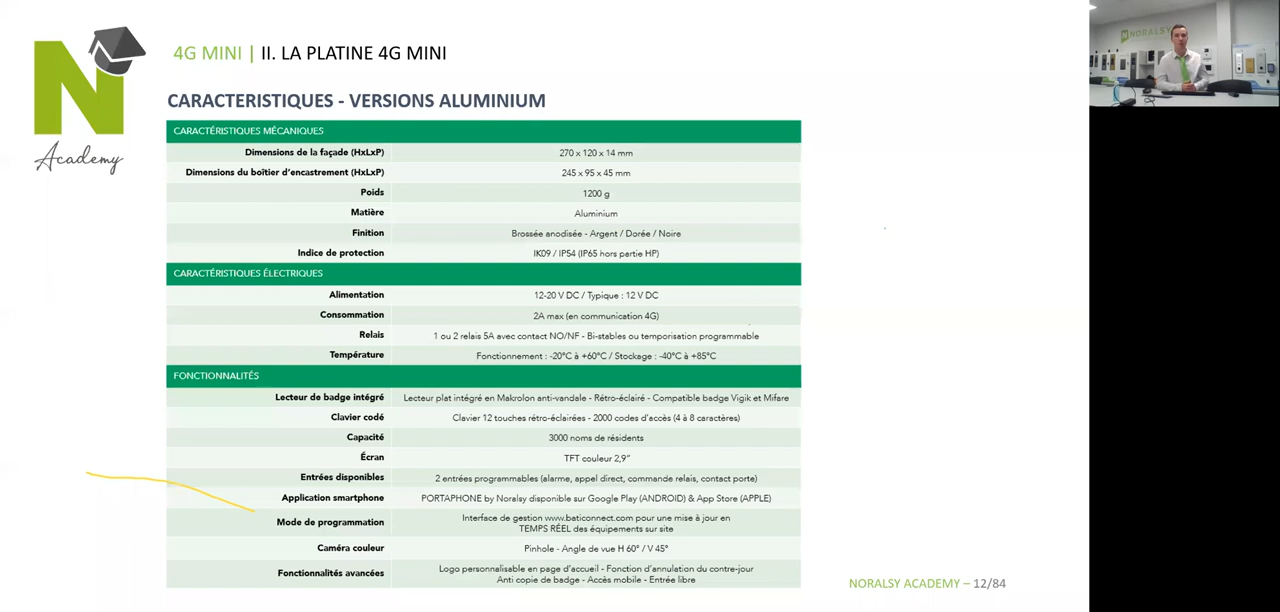 N
Academy
4G MINI | II. LA PLATINE 4G MINI
NORALSY
CARACTERISTIQUES - VERSIONS ALUMINIUM
CARACTÉRISTIQUES MÉCANIQUES
Dimensions de la façade (HxLxP) 270 x 120 x 14 mm
Dimensions du boîtier d'encastrement (HxLxP) 245 x 95 x 45 mm
Poids 1200 g
Matière Aluminium
Finition Brossée anodisée - Argent / Dorée / Noire
Indice de protection IK09 / IP54 (IP65 hors partie HP)
CARACTÉRISTIQUES ÉLECTRIQUES
Alimentation 12-20 V DC / Typique : 12 V DC
Consommation 2A max (en communication 4G)
Relais 1 ou 2 relais 5A avec contact NO/NF - Bi-stables ou temporisation programmable
Température Fonctionnement : -20°C à +60°C / Stockage : -40°C à +85°C
FONCTIONNALITÉS
Lecteur de badge intégré Lecteur plat intégré en Makrolon anti-vandale - Rétro-éclairé - Compatible badge Vigik et Mifare
Clavier codé Clavier 12 touches rétro-éclairées - 2000 codes d'accès (4 à 8 caractères)
Capacité 3000 noms de résidents
Écran TFT couleur 2,9"
Entrées disponibles 2 entrées programmables (alarme, appel direct, commande relais, contact porte)
Application smartphone PORTAPHONE by Noralsy disponible sur Google Play (ANDROID) & App Store (APPLE)
Mode de programmation Interface de gestion www.baticonnect.com pour une mise à jour en
TEMPS RÉEL des équipements sur site
Caméra couleur Pinhole - Angle de vue H 60° / V 45°
Fonctionnalités avancées Logo personnalisable en page d'accueil - Fonction d'annulation du contre-jour
Anti copie de badge - Accès mobile - Entrée libre
NORALSY ACADEMY – 12/84